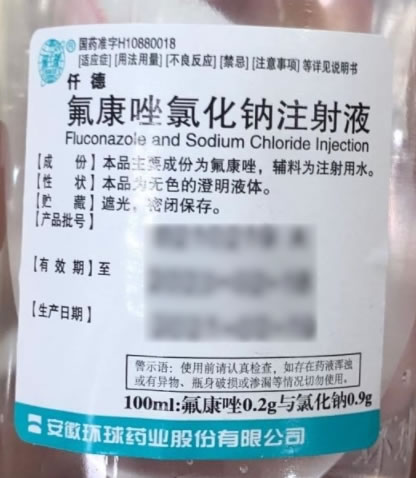 国药准字H10880018
[适应症][用法用量][不良反应][禁忌][注意事项]等详见说明书
仟德
氟康唑氯化钠注射液
Fluconazole and Sodium Chloride Injection
【成 份】本品主要成份为氟康唑，辅料为注射用水。
【性 状】本品为无色的澄明液体。
【贮 藏】遮光，密闭保存。
【产品批号】
【有 效 期】至
【生产日期】
警示语：使用前请认真检查，如存在药液浑浊
或有异物、瓶身破损或渗漏等情况切勿使用。
100ml:氟康唑0.2g与氯化钠0.9g
安徽环球药业股份有限公司